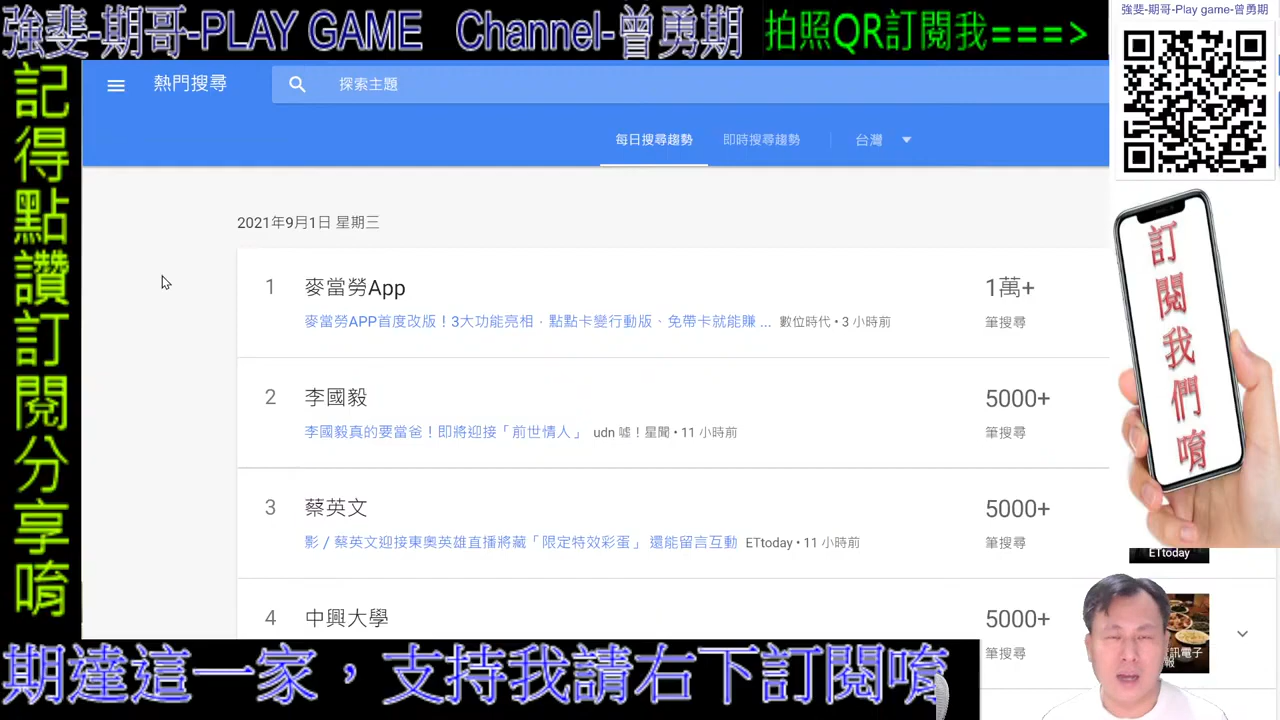 強斐-期哥-PLAY GAME Channel-曾勇期
拍照QR訂閱我===>
強斐-期哥-Play game-曾勇期
記得點讚訂閱分享唷
熱門搜尋
探索主題
每日搜尋趨勢
即時搜尋趨勢
台灣
2021年9月1日 星期三
1 麥當勞App 1萬+
麥當勞APP首度改版！3大功能亮相，點點卡變行動版、免帶卡就能賺 ... 數位時代 • 3 小時前 筆搜尋
2 李國毅 5000+
李國毅真的要當爸！即將迎接「前世情人」 udn 噓！星聞 • 11 小時前 筆搜尋
3 蔡英文 5000+
影 / 蔡英文迎接東奧英雄直播將藏「限定特效彩蛋」 還能留言互動 ETtoday • 11 小時前 筆搜尋
4 中興大學 5000+
筆搜尋
訂閱我們唷
ETtoday
訊電子
報
期達這一家，支持我請右下訂閱唷